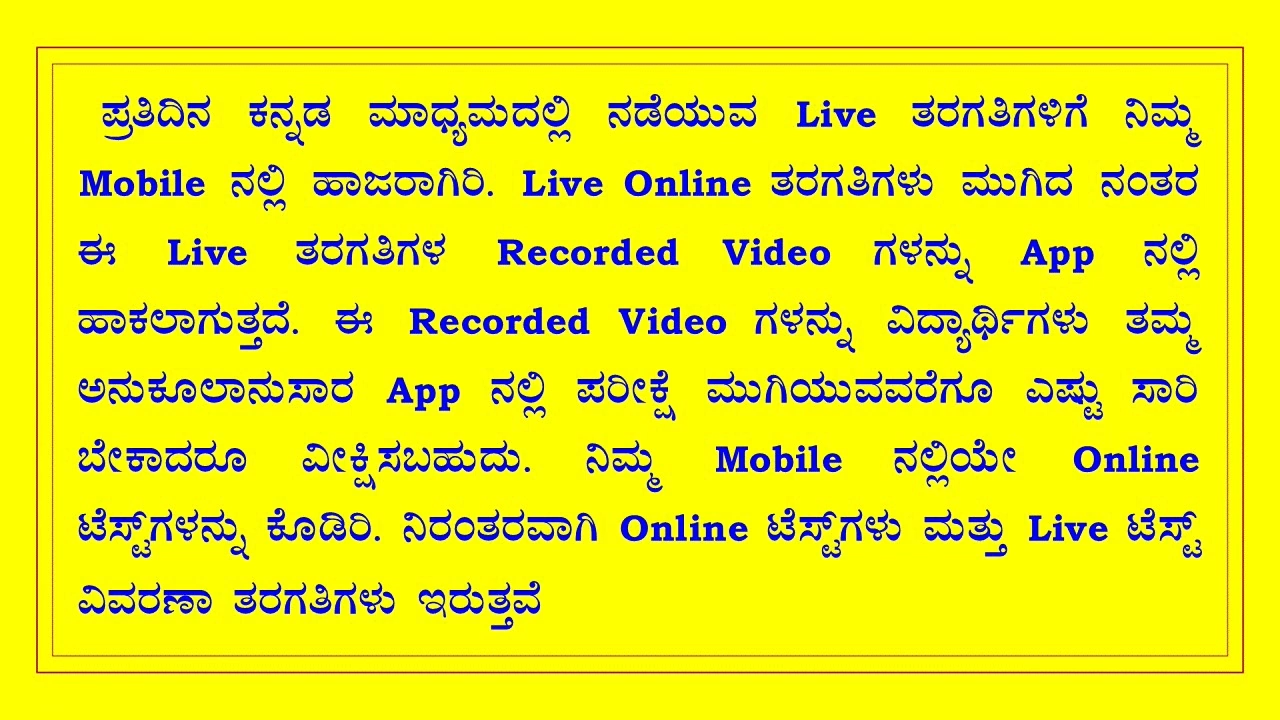 ಪ್ರತಿದಿನ ಕನ್ನಡ ಮಾಧ್ಯಮದಲ್ಲಿ ನಡೆಯುವ Live ತರಗತಿಗಳಿಗೆ ನಿಮ್ಮ
Mobile ನಲ್ಲಿ ಹಾಜರಾಗಿರಿ. Live Online ತರಗತಿಗಳು ಮುಗಿದ ನಂತರ
ಈ Live ತರಗತಿಗಳ Recorded Video ಗಳನ್ನು App ನಲ್ಲಿ
ಹಾಕಲಾಗುತ್ತದೆ. ಈ Recorded Video ಗಳನ್ನು ವಿದ್ಯಾರ್ಥಿಗಳು ತಮ್ಮ
ಅನುಕೂಲಾನುಸಾರ App ನಲ್ಲಿ ಪರೀಕ್ಷೆ ಮುಗಿಯುವವರೆಗೂ ಎಷ್ಟು ಸಾರಿ
ಬೇಕಾದರೂ ವೀಕ್ಷಿಸಬಹುದು. ನಿಮ್ಮ Mobile ನಲ್ಲಿಯೇ Online
ಟೆಸ್ಟ್‌ಗಳನ್ನು ಕೊಡಿರಿ. ನಿರಂತರವಾಗಿ Online ಟೆಸ್ಟ್‌ಗಳು ಮತ್ತು Live ಟೆಸ್ಟ್
ವಿವರಣಾ ತರಗತಿಗಳು ಇರುತ್ತವೆ